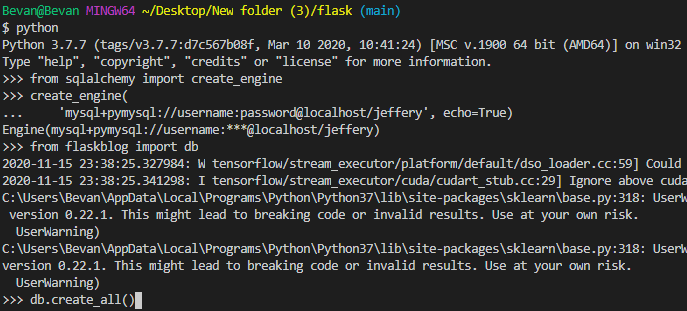 Bevan@Bevan MINGW64 ~/Desktop/New folder (3)/flask (main)
$ python
Python 3.7.7 (tags/v3.7.7:d7c567b08f, Mar 10 2020, 10:41:24) [MSC v.1900 64 bit (AMD64)] on win32
Type "help", "copyright", "credits" or "license" for more information.
>>> from sqlalchemy import create_engine
>>> create_engine(
...     'mysql+pymysql://username:password@localhost/jeffery', echo=True)
Engine(mysql+pymysql://username:***@localhost/jeffery)
>>> from flaskblog import db
2020-11-15 23:38:25.327984: W tensorflow/stream_executor/platform/default/dso_loader.cc:59] Could
2020-11-15 23:38:25.341298: I tensorflow/stream_executor/cuda/cudart_stub.cc:29] Ignore above cuda
C:\Users\Bevan\AppData\Local\Programs\Python\Python37\lib\site-packages\sklearn\base.py:318: UserW
 version 0.22.1. This might lead to breaking code or invalid results. Use at your own risk.
  UserWarning)
C:\Users\Bevan\AppData\Local\Programs\Python\Python37\lib\site-packages\sklearn\base.py:318: UserW
version 0.22.1. This might lead to breaking code or invalid results. Use at your own risk.
  UserWarning)
>>> db.create_all()